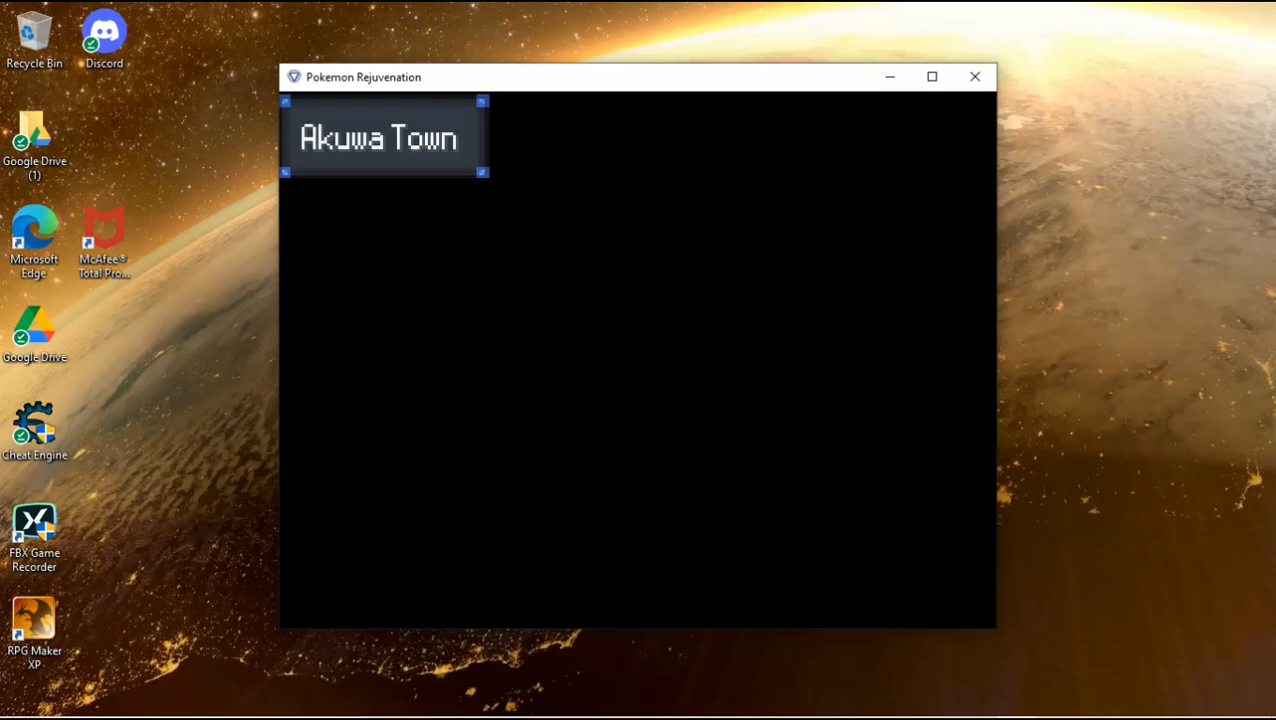 Recycle Bin
Discord
Pokemon Rejuvenation
Akuwa Town
Google Drive
(1)
Microsoft
Edge
McAfee®
Total Pro...
Google Drive
Cheat Engine
FBX Game
Recorder
RPG Maker
XP